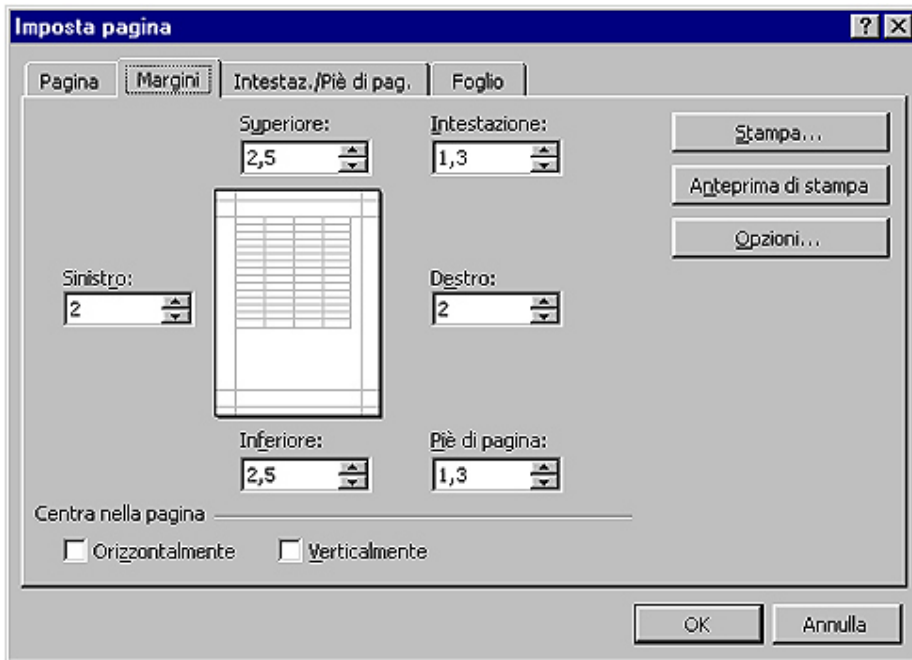 Imposta pagina
Pagina Margini Intestaz./Piè di pag. Foglio
Superiore: Intestazione:
2,5 1,3
Stampa...
Anteprima di stampa
Opzioni...
Sinistro: Destro:
2 2
Inferiore: Piè di pagina:
2,5 1,3
Centra nella pagina
Orizzontalmente Verticalmente
OK Annulla